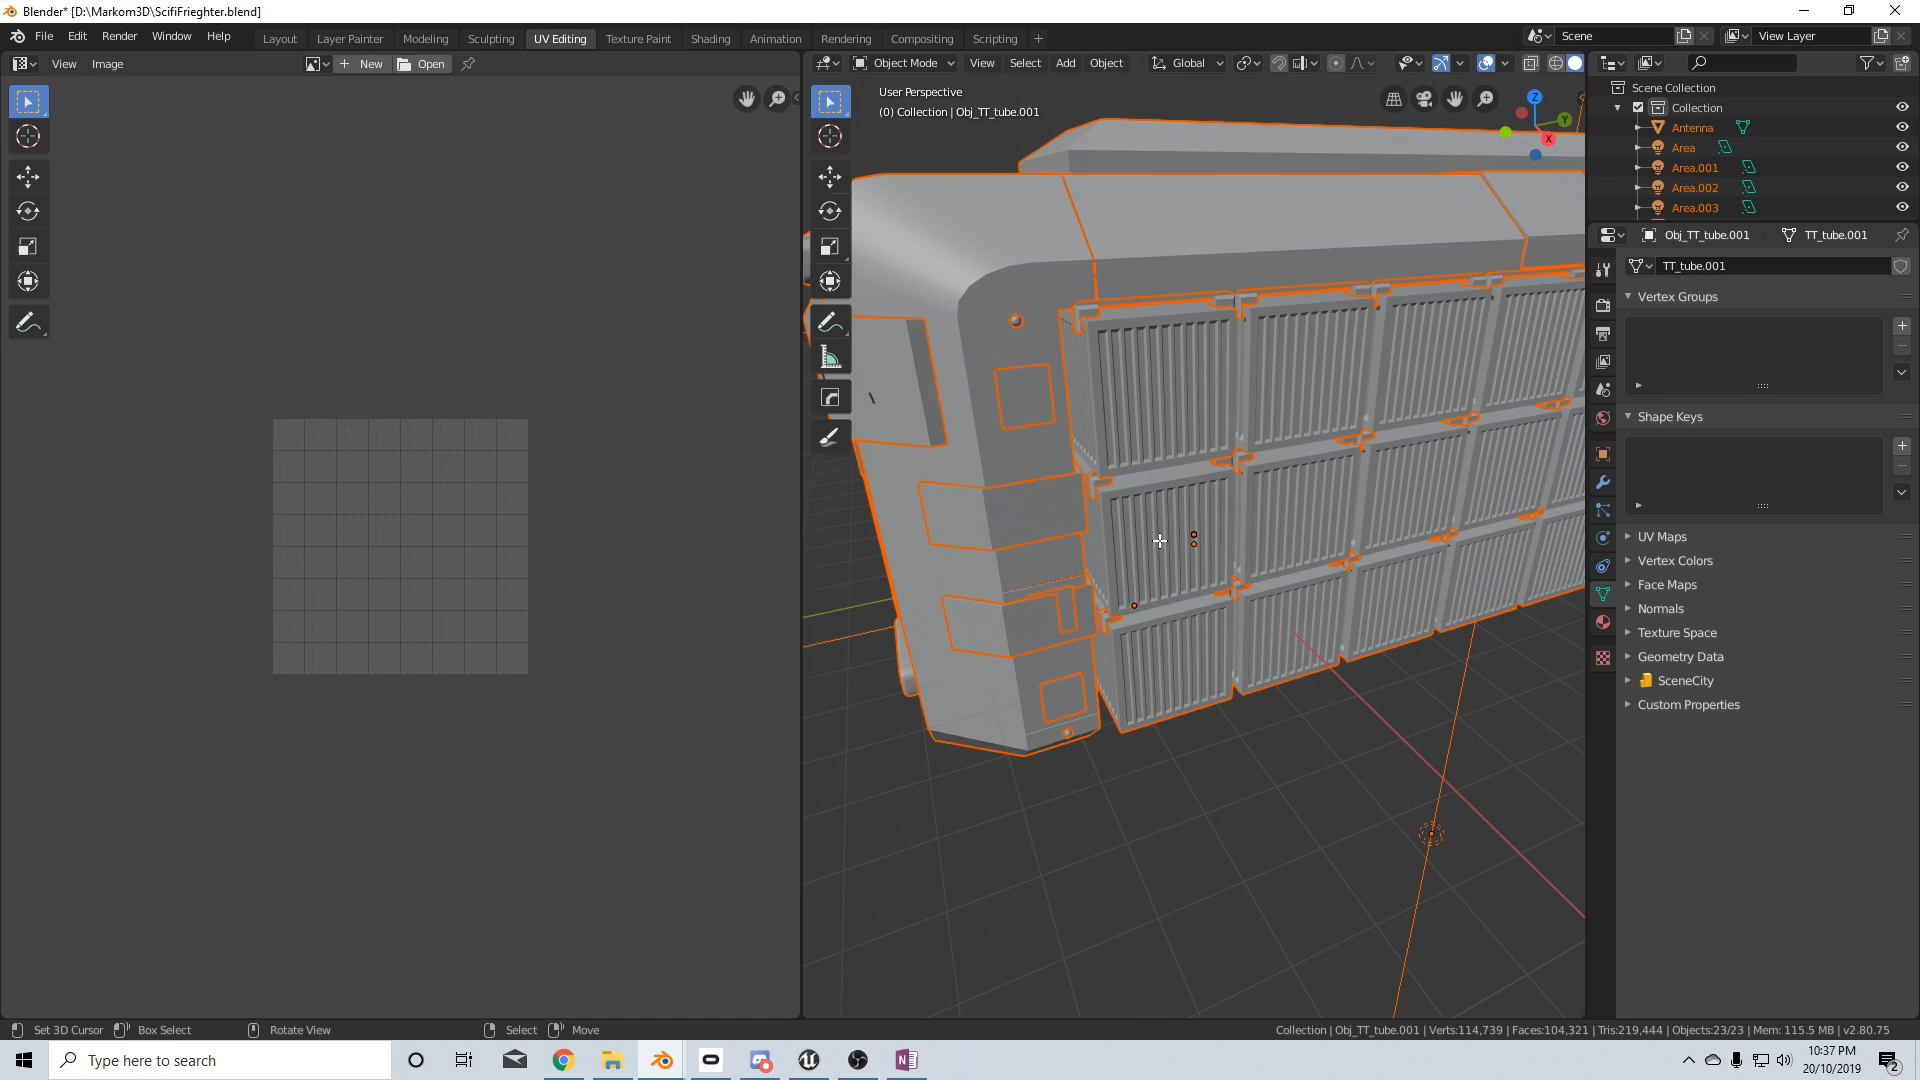 Blender* [D:\Markom3D\ScifiFrieghter.blend]
File Edit Render Window Help
Layout Layer Painter Modeling Sculpting UV Editing Texture Paint Shading Animation Rendering Compositing Scripting +
Scene
View Layer
View Image
+ New
Open
Object Mode
View Select Add Object
Global
User Perspective
(0) Collection | Obj_TT_tube.001
Z
Y
X
Scene Collection
Collection
Antenna
Area
Area.001
Area.002
Area.003
Obj_TT_tube.001
TT_tube.001
TT_tube.001
Vertex Groups
Shape Keys
UV Maps
Vertex Colors
Face Maps
Normals
Texture Space
Geometry Data
SceneCity
Custom Properties
Set 3D Cursor Box Select Rotate View Select Move
Collection | Obj_TT_tube.001 | Verts:114,739 | Faces:104,321 | Tris:219,444 | Objects:23/23 | Mem: 115.5 MB | v2.80.75
Type here to search
10:37 PM
20/10/2019
2